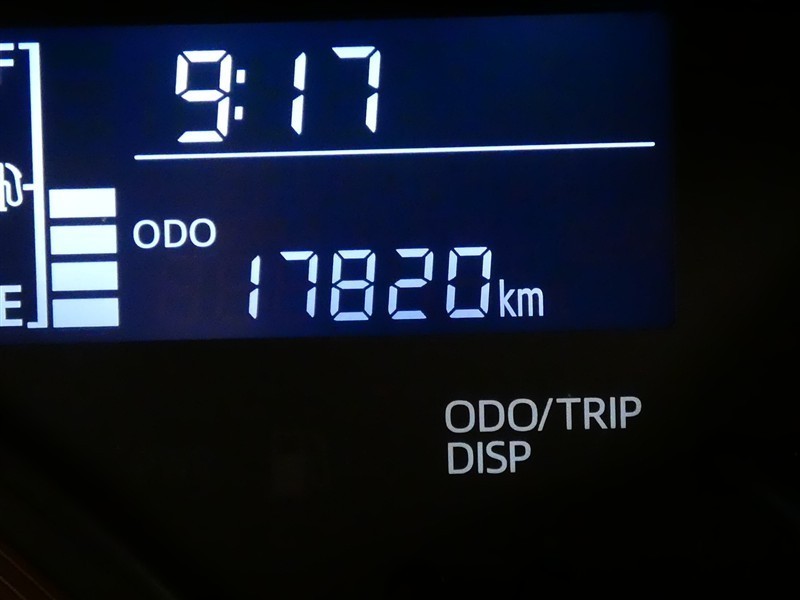 F
9:17
ODO
17820km
E
ODO/TRIP
DISP